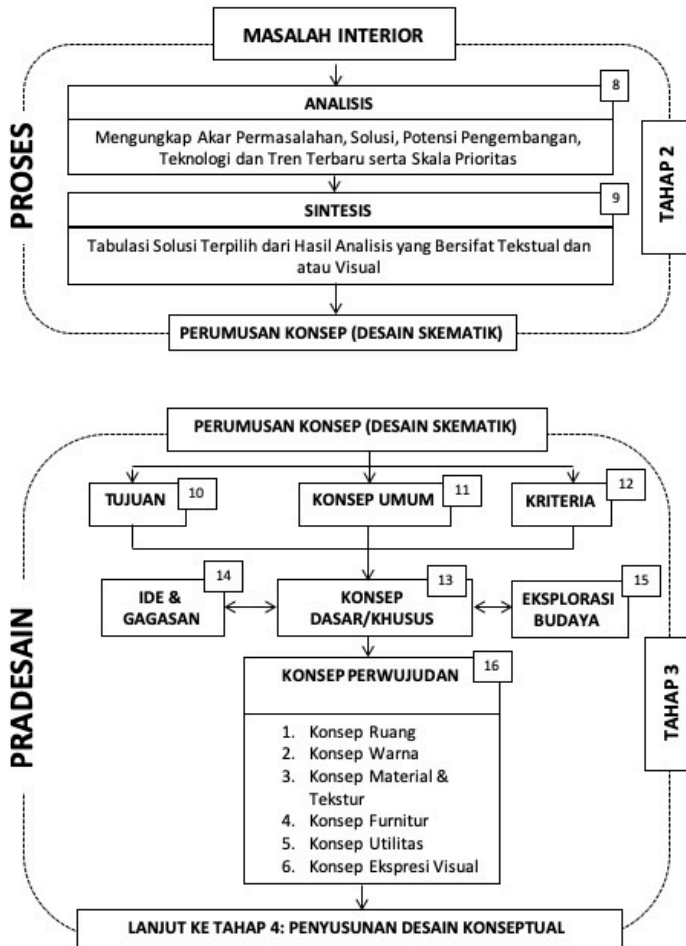 MASALAH INTERIOR
8
ANALISIS
Mengungkap Akar Permasalahan, Solusi, Potensi Pengembangan,
Teknologi dan Tren Terbaru serta Skala Prioritas
9
SINTESIS
Tabulasi Solusi Terpilih dari Hasil Analisis yang Bersifat Tekstual dan
atau Visual
PERUMUSAN KONSEP (DESAIN SKEMATIK)
PROSES
TAHAP 2
PERUMUSAN KONSEP (DESAIN SKEMATIK)
TUJUAN
10
KONSEP UMUM
11
KRITERIA
12
IDE &
GAGASAN
14
KONSEP
DASAR/KHUSUS
13
EKSPLORASI
BUDAYA
15
KONSEP PERWUJUDAN
16
1. Konsep Ruang
2. Konsep Warna
3. Konsep Material &
Tekstur
4. Konsep Furnitur
5. Konsep Utilitas
6. Konsep Ekspresi Visual
PRADESAIN
TAHAP 3
LANJUT KE TAHAP 4: PENYUSUNAN DESAIN KONSEPTUAL